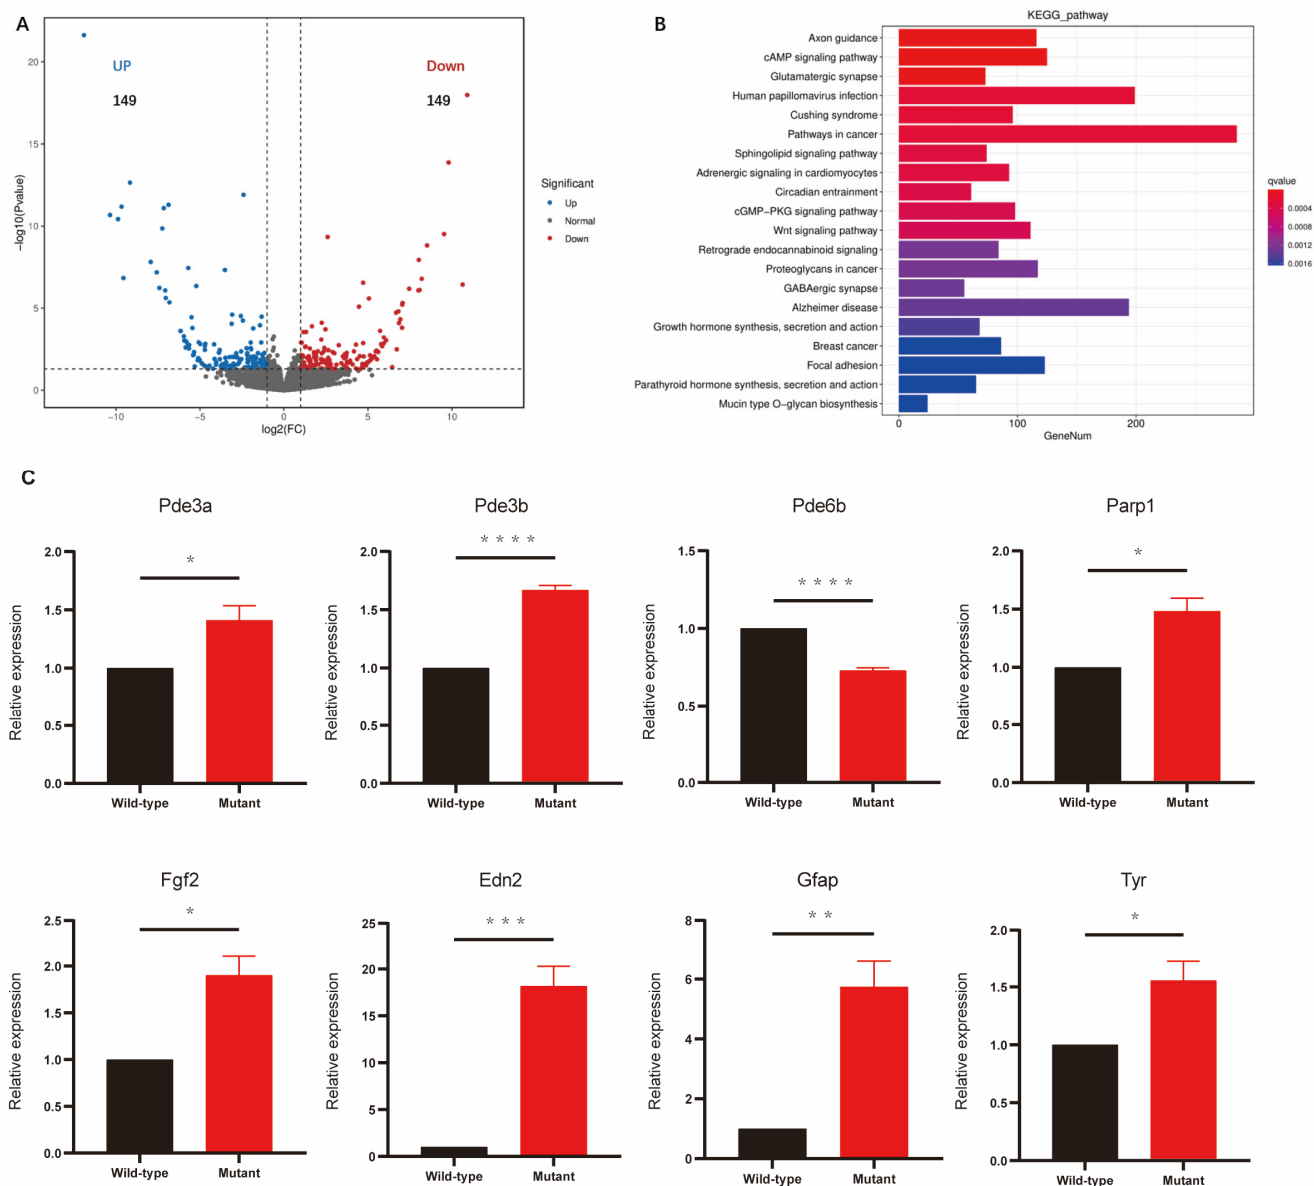 A
UP
149
Down
149
20
15
10
5
0
−10
−5
0
5
10
−log10(Pvalue)
log2(FC)
Significant
Up
Normal
Down
B
KEGG_pathway
Axon guidance
cAMP signaling pathway
Glutamatergic synapse
Human papillomavirus infection
Cushing syndrome
Pathways in cancer
Sphingolipid signaling pathway
Adrenergic signaling in cardiomyocytes
Circadian entrainment
cGMP−PKG signaling pathway
Wnt signaling pathway
Retrograde endocannabinoid signaling
Proteoglycans in cancer
GABAergic synapse
Alzheimer disease
Growth hormone synthesis, secretion and action
Breast cancer
Focal adhesion
Parathyroid hormone synthesis, secretion and action
Mucin type O−glycan biosynthesis
0
100
200
GeneNum
qvalue
0.0004
0.0008
0.0012
0.0016
C
Pde3a
*
2.0
1.5
1.0
0.5
0.0
Relative expression
Wild-type
Mutant
Pde3b
* * * *
2.0
1.5
1.0
0.5
0.0
Relative expression
Wild-type
Mutant
Pde6b
* * * *
1.5
1.0
0.5
0.0
Relative expression
Wild-type
Mutant
Parp1
*
2.0
1.5
1.0
0.5
0.0
Relative expression
Wild-type
Mutant
Fgf2
*
2.5
2.0
1.5
1.0
0.5
0.0
Relative expression
Wild-type
Mutant
Edn2
* * *
25
20
15
10
5
0
Relative expression
Wild-type
Mutant
Gfap
* *
8
6
4
2
0
Relative expression
Wild-type
Mutant
Tyr
*
2.0
1.5
1.0
0.5
0.0
Relative expression
Wild-type
Mutant